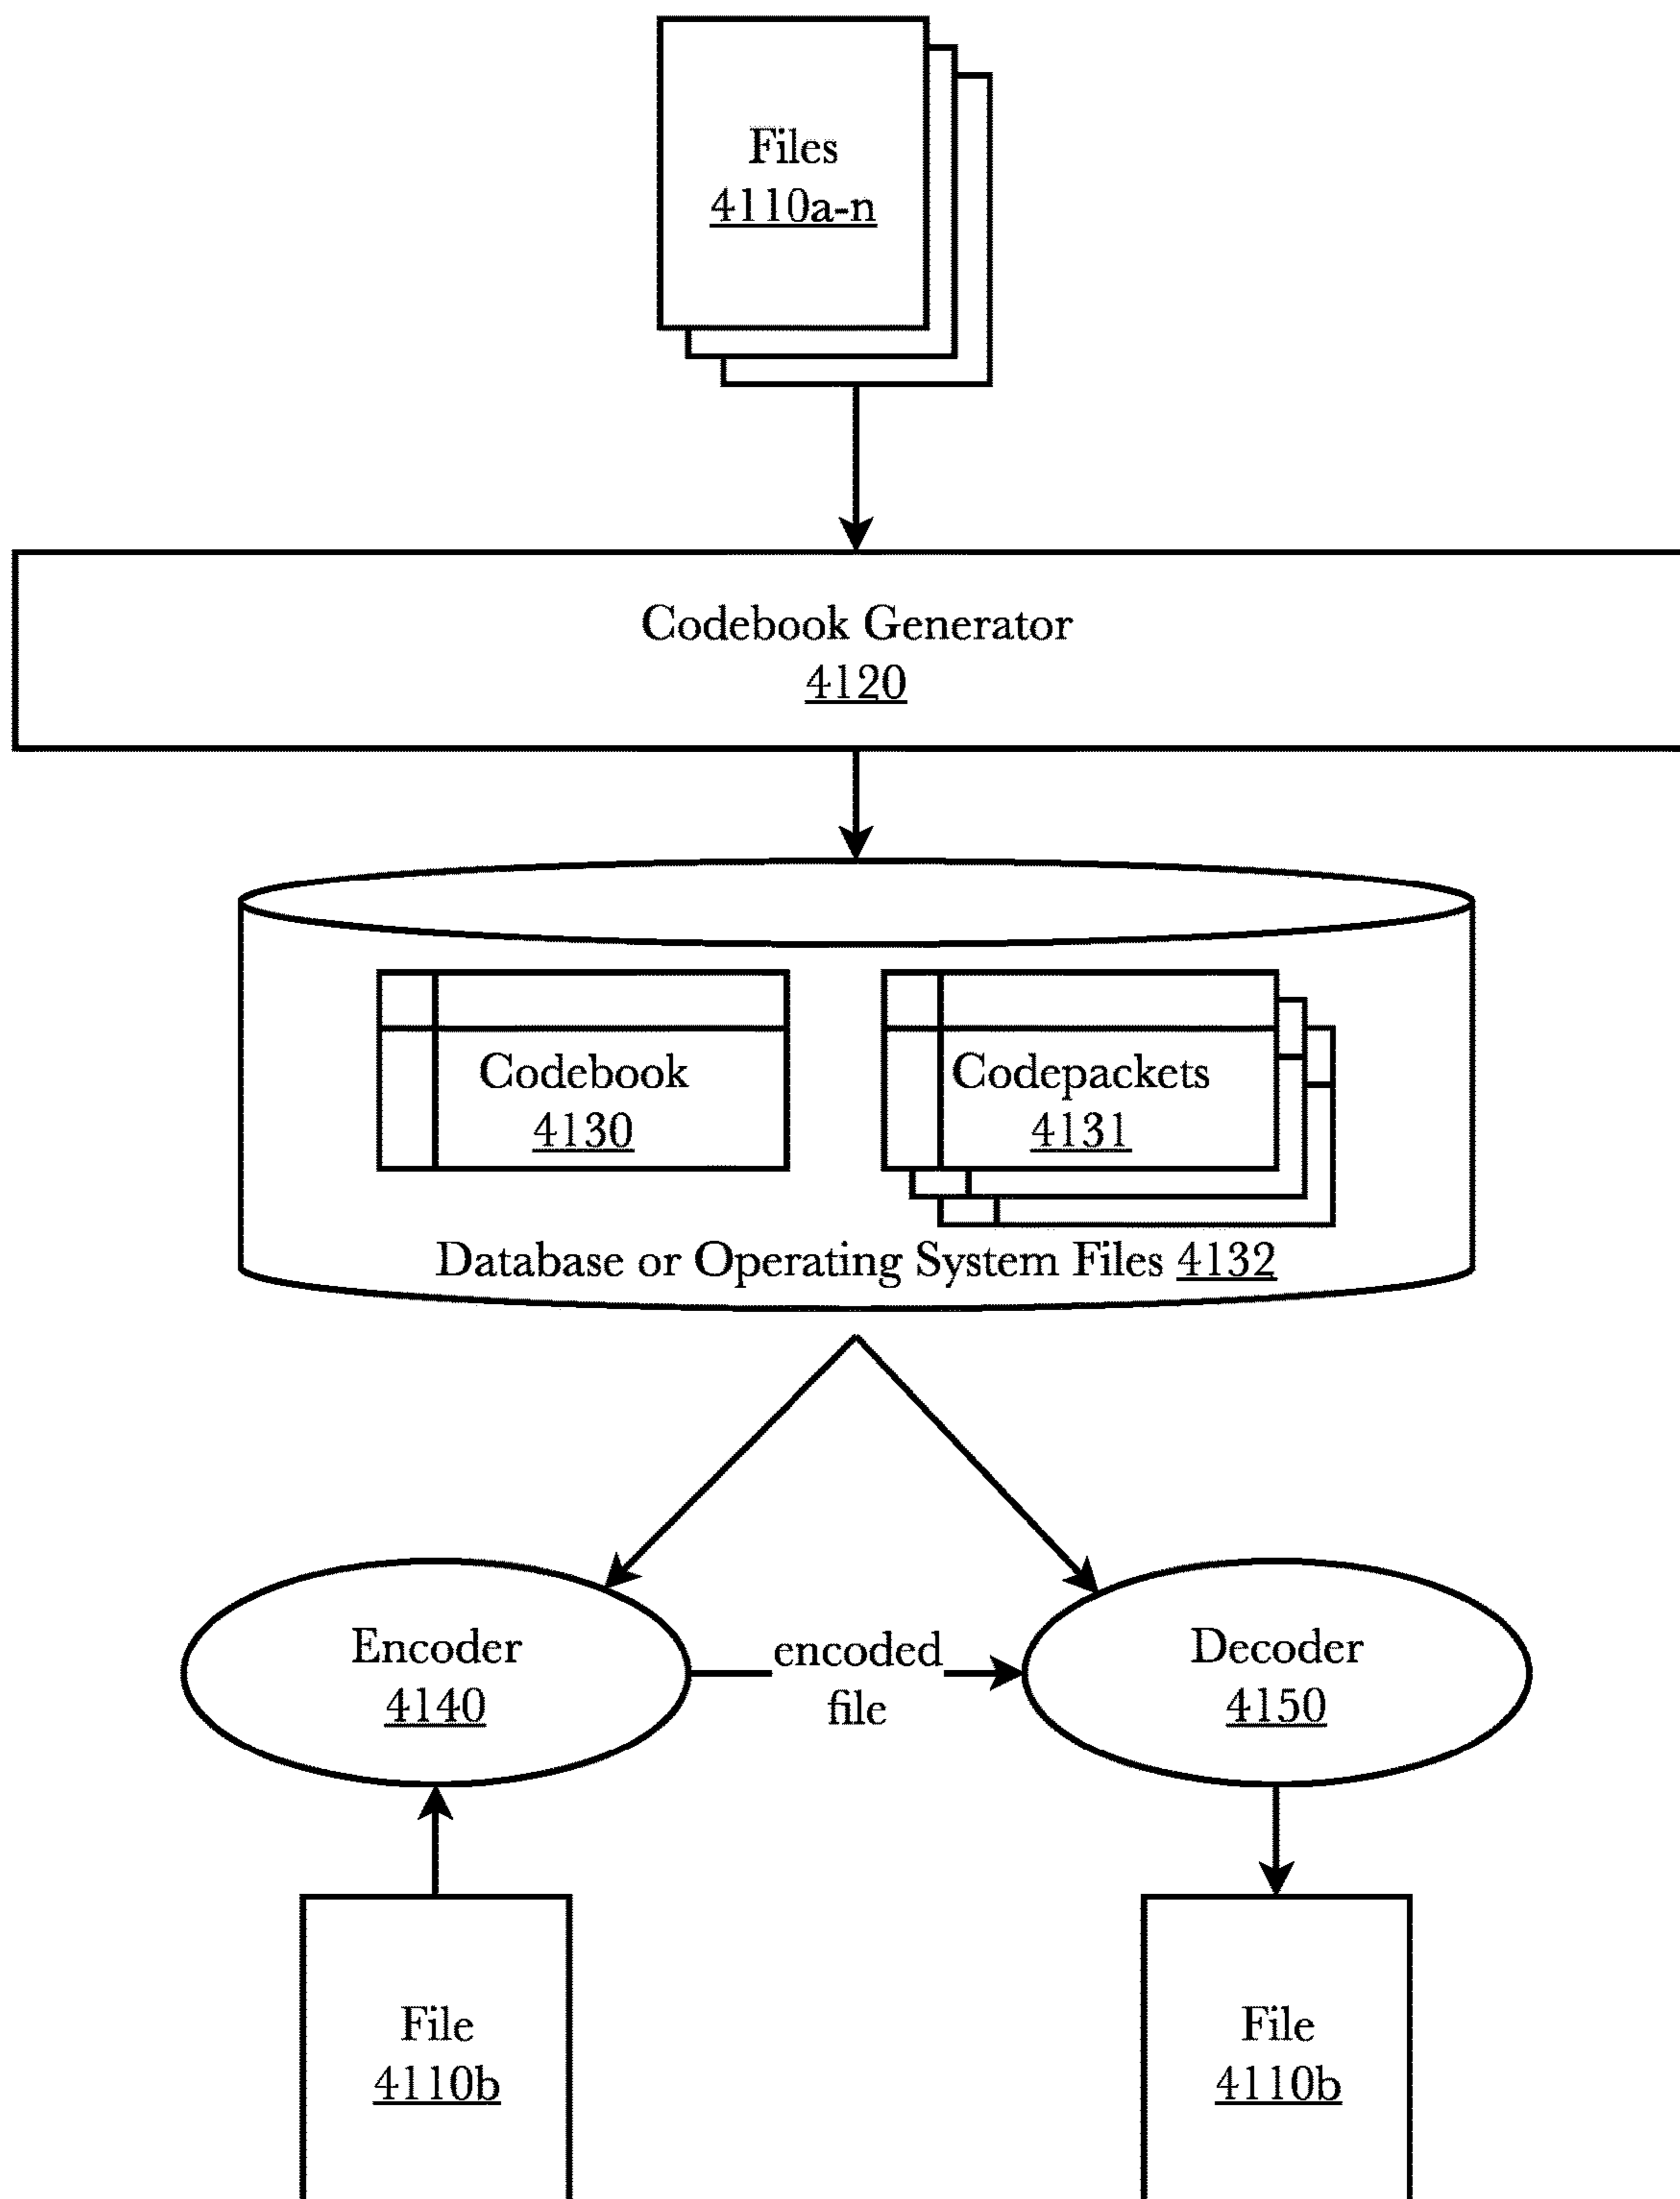 Files
4110a-n
Codebook Generator
4120
Codebook
4130
Codepackets
4131
Database or Operating System Files 4132
Encoder
4140
encoded
file
Decoder
4150
File
4110b
File
4110b